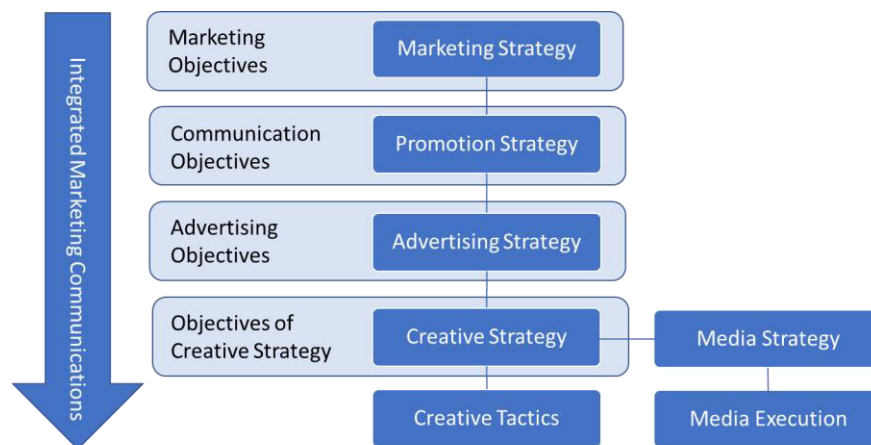 Integrated Marketing Communications
Marketing
Objectives
Marketing Strategy
Communication
Objectives
Promotion Strategy
Advertising
Objectives
Advertising Strategy
Objectives of
Creative Strategy
Creative Strategy
Media Strategy
Creative Tactics
Media Execution